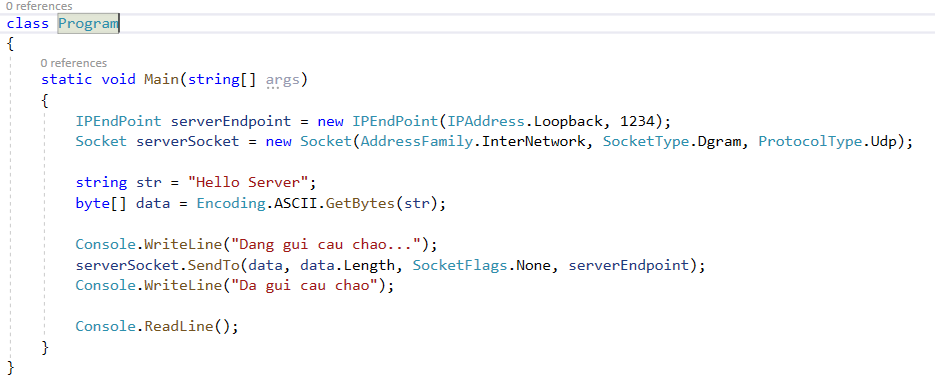 0 references
class Program
{
0 references
static void Main(string[] args)
{
IPEndPoint serverEndpoint = new IPEndPoint(IPAddress.Loopback, 1234);
Socket serverSocket = new Socket(AddressFamily.InterNetwork, SocketType.Dgram, ProtocolType.Udp);
string str = "Hello Server";
byte[] data = Encoding.ASCII.GetBytes(str);
Console.WriteLine("Dang gui cau chao...");
serverSocket.SendTo(data, data.Length, SocketFlags.None, serverEndpoint);
Console.WriteLine("Da gui cau chao");
Console.ReadLine();
}
}